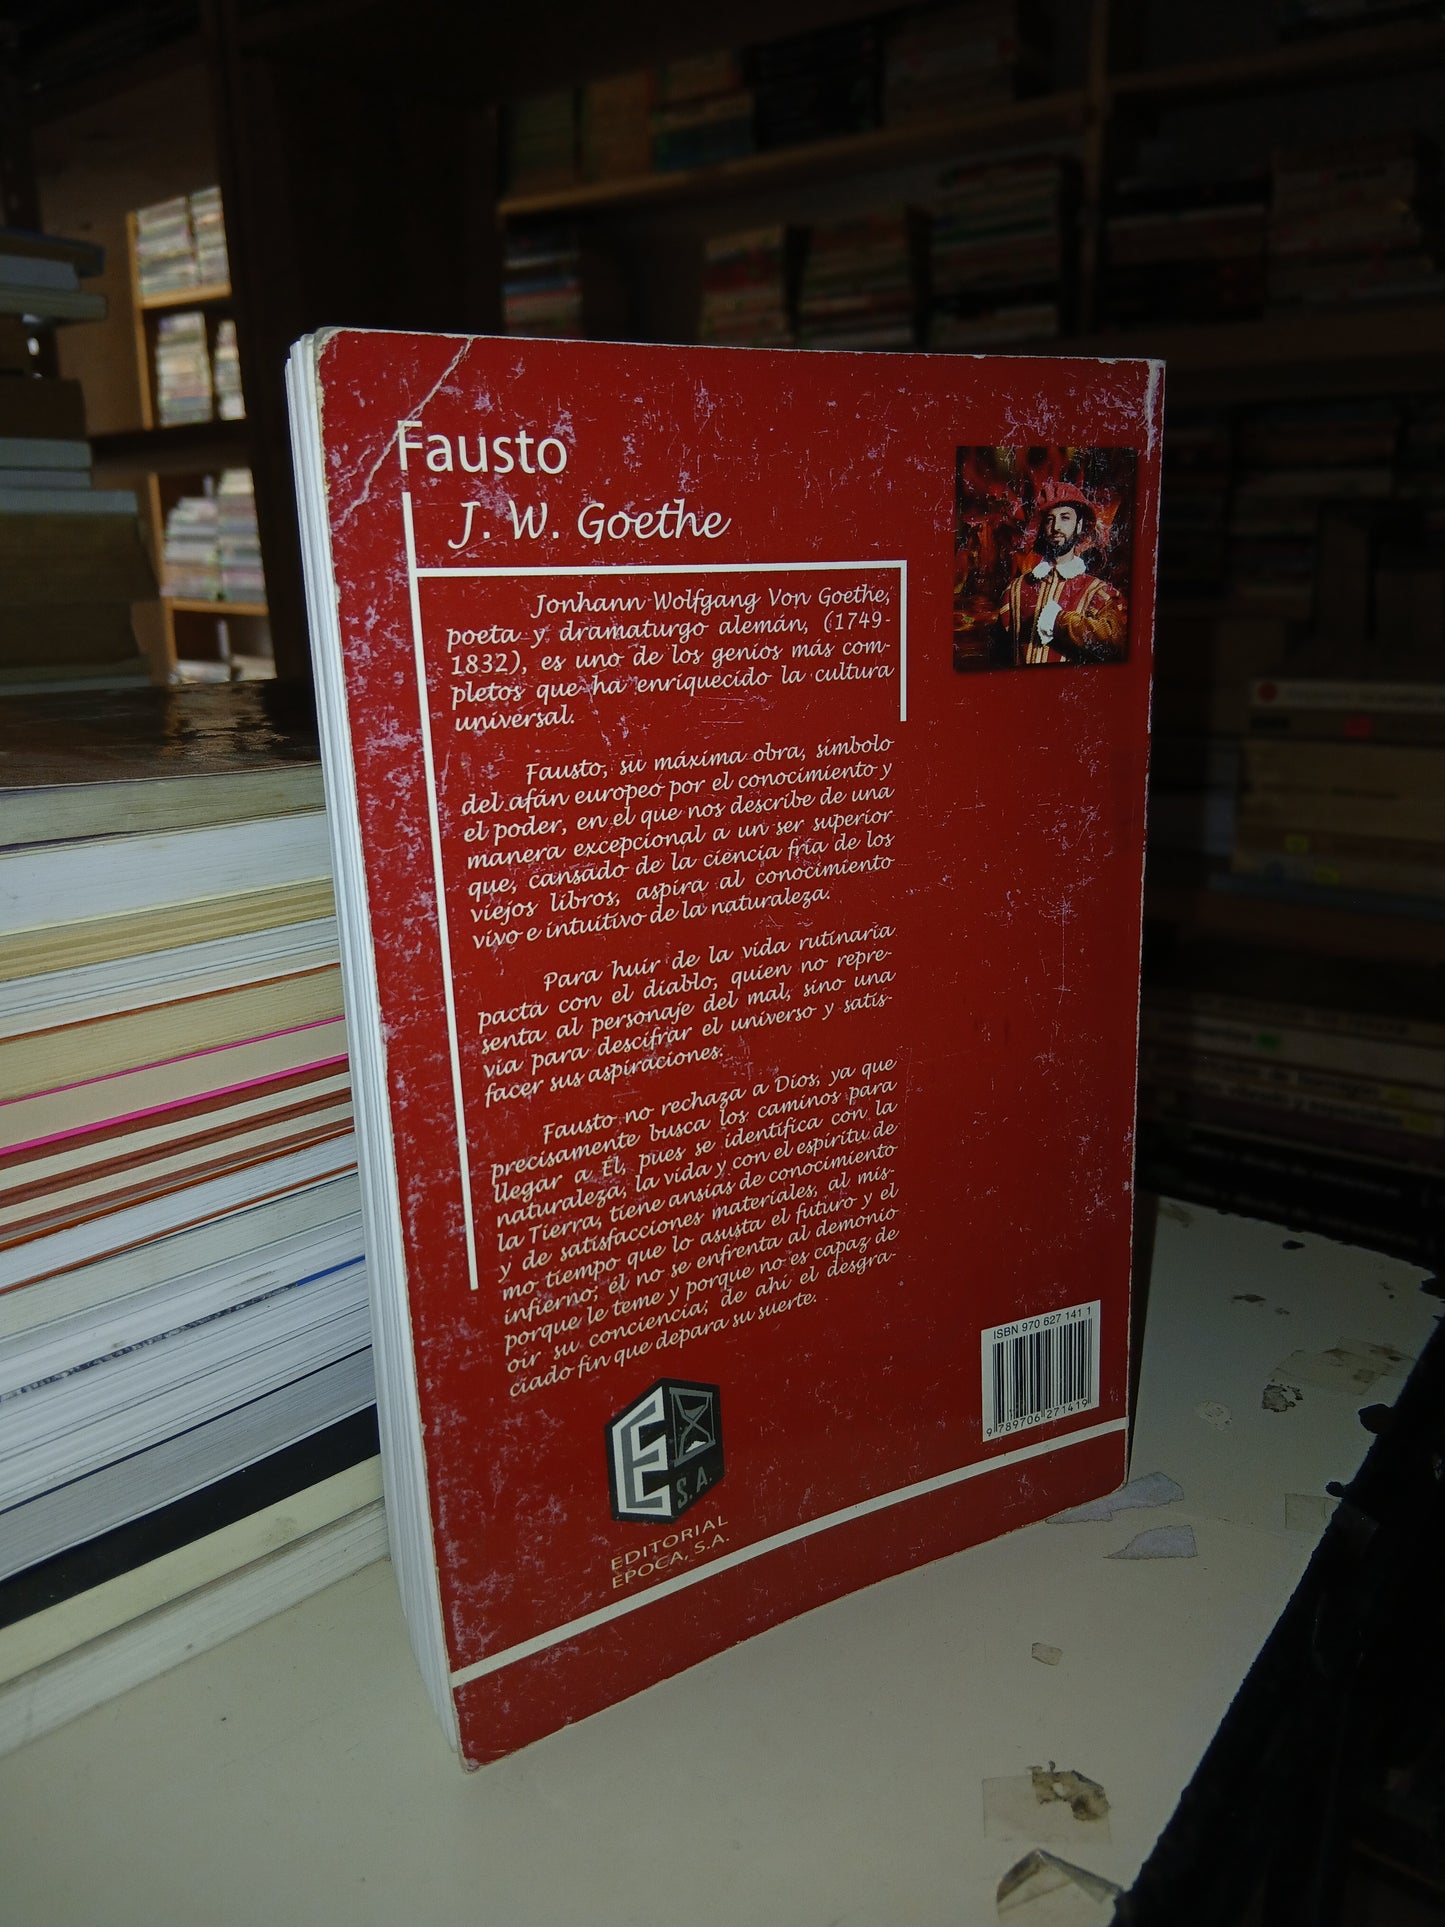 Fausto
J. W. Goethe
Jonhann Wolfgang Von Goethe,
poeta y dramaturgo alemán, (1749-
1832), es uno de los genios más com-
pletos que ha enriquecido la cultura
universal.
Fausto, su máxima obra, símbolo
del afán europeo por el conocimiento y
el poder, en el que nos describe de una
manera excepcional a un ser superior
que, cansado de la ciencia fría de los
viejos libros, aspira al conocimiento
vivo e intuitivo de la naturaleza.
Para huir de la vida rutinaria
pacta con el diablo, quien no repre-
senta al personaje del mal, sino una
vía para descifrar el universo y satis-
facer sus aspiraciones.
Fausto no rechaza a Dios, ya que
precisamente busca los caminos para
llegar a Él, pues se identifica con la
naturaleza, la vida y con el espíritu de
la Tierra, tiene ansias de conocimiento
y de satisfacciones materiales, al mis-
mo tiempo que lo asusta el futuro y el
infierno; él no se enfrenta al demonio
porque le teme y porque no es capaz de
oír su conciencia, de ahí el desgra-
ciado fin que depara su suerte.
ISBN 970 627 141 1
9 789706 271419
E S.A.
EDITORIAL
EPOCA, S.A.